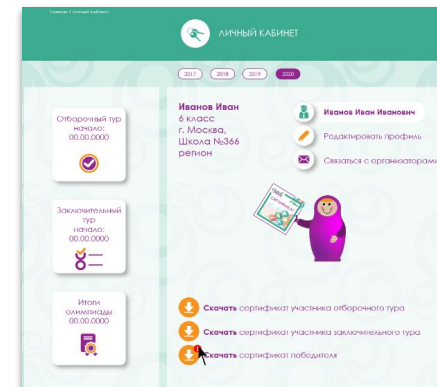 Главная / Личный кабинет
ЛИЧНЫЙ КАБИНЕТ
2017 2018 2019 2020
Отборочный тур
начало:
00.00.0000
Заключительный
тур
начало:
00.00.0000
Итоги
олимпиады
00.00.0000
Иванов Иван
6 класс
г. Москва,
Школа №366
регион
Иванов Иван Иванович
Редактировать профиль
Связаться с организаторами
СЕРТИФИКАТ
Скачать сертификат участника отборочного тура
Скачать сертификат участника заключительного тура
Скачать сертификат победителя